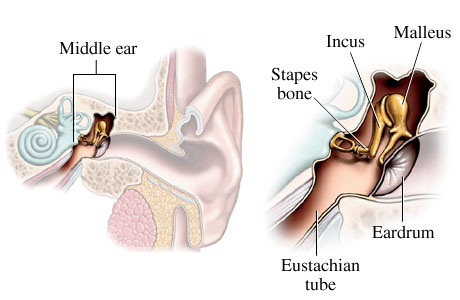 Middle ear
Incus
Malleus
Stapes
bone
Eardrum
Eustachian
tube